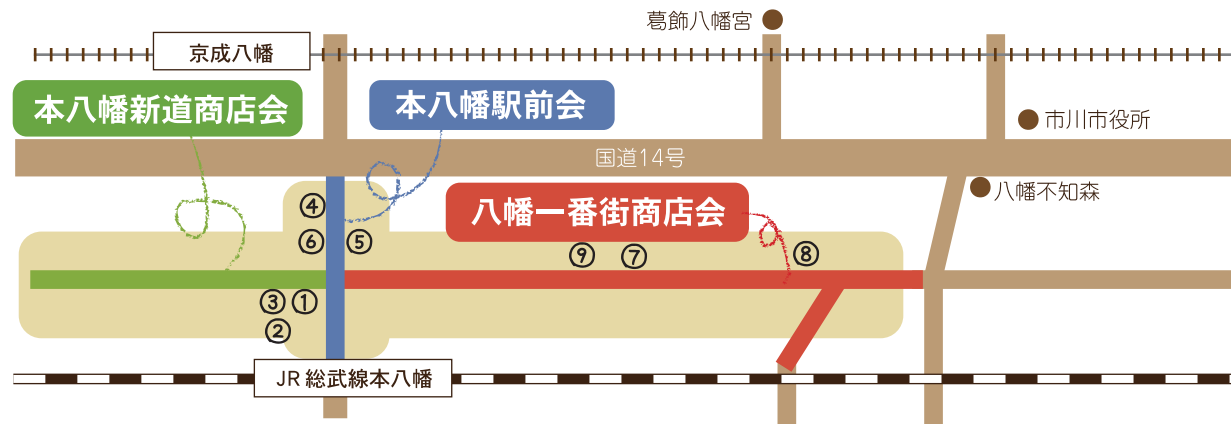 葛飾八幡宮
京成八幡
本八幡新道商店会
本八幡駅前会
市川市役所
国道14号
八幡不知森
八幡一番街商店会
④
⑥
⑤
⑨
⑦
⑧
③
①
②
JR 総武線本八幡